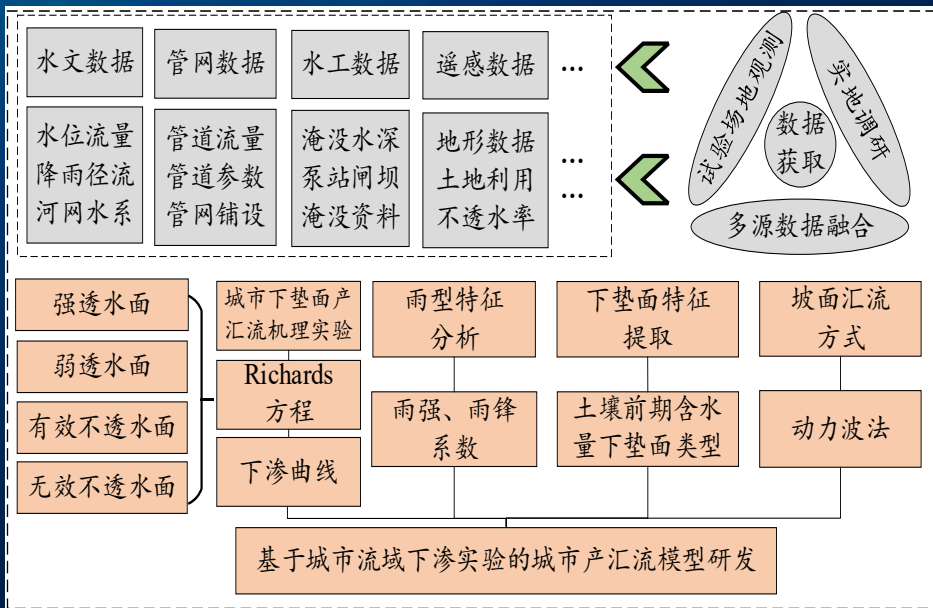 水文数据
管网数据
水工数据
遥感数据
...
水位流量
降雨径流
河网水系
管道流量
管道参数
管网铺设
淹没水深
泵站闸坝
淹没资料
地形数据
土地利用
不透水率
...
...
试验场地观测
实地调研
数据
获取
多源数据融合
强透水面
弱透水面
有效不透水面
无效不透水面
城市下垫面产
汇流机理实验
Richards
方程
下渗曲线
雨型特征
分析
雨强、雨锋
系数
下垫面特征
提取
土壤前期含水
量下垫面类型
坡面汇流
方式
动力波法
基于城市流域下渗实验的城市产汇流模型研发